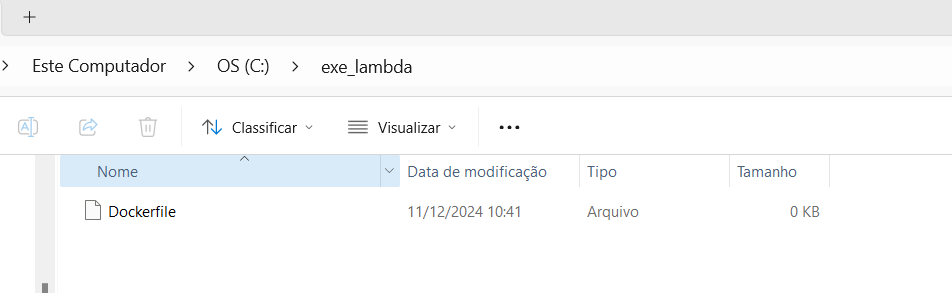 Este Computador > OS (C:) > exe_lambda
Classificar Visualizar
Nome Data de modificação Tipo Tamanho
Dockerfile 11/12/2024 10:41 Arquivo 0 KB